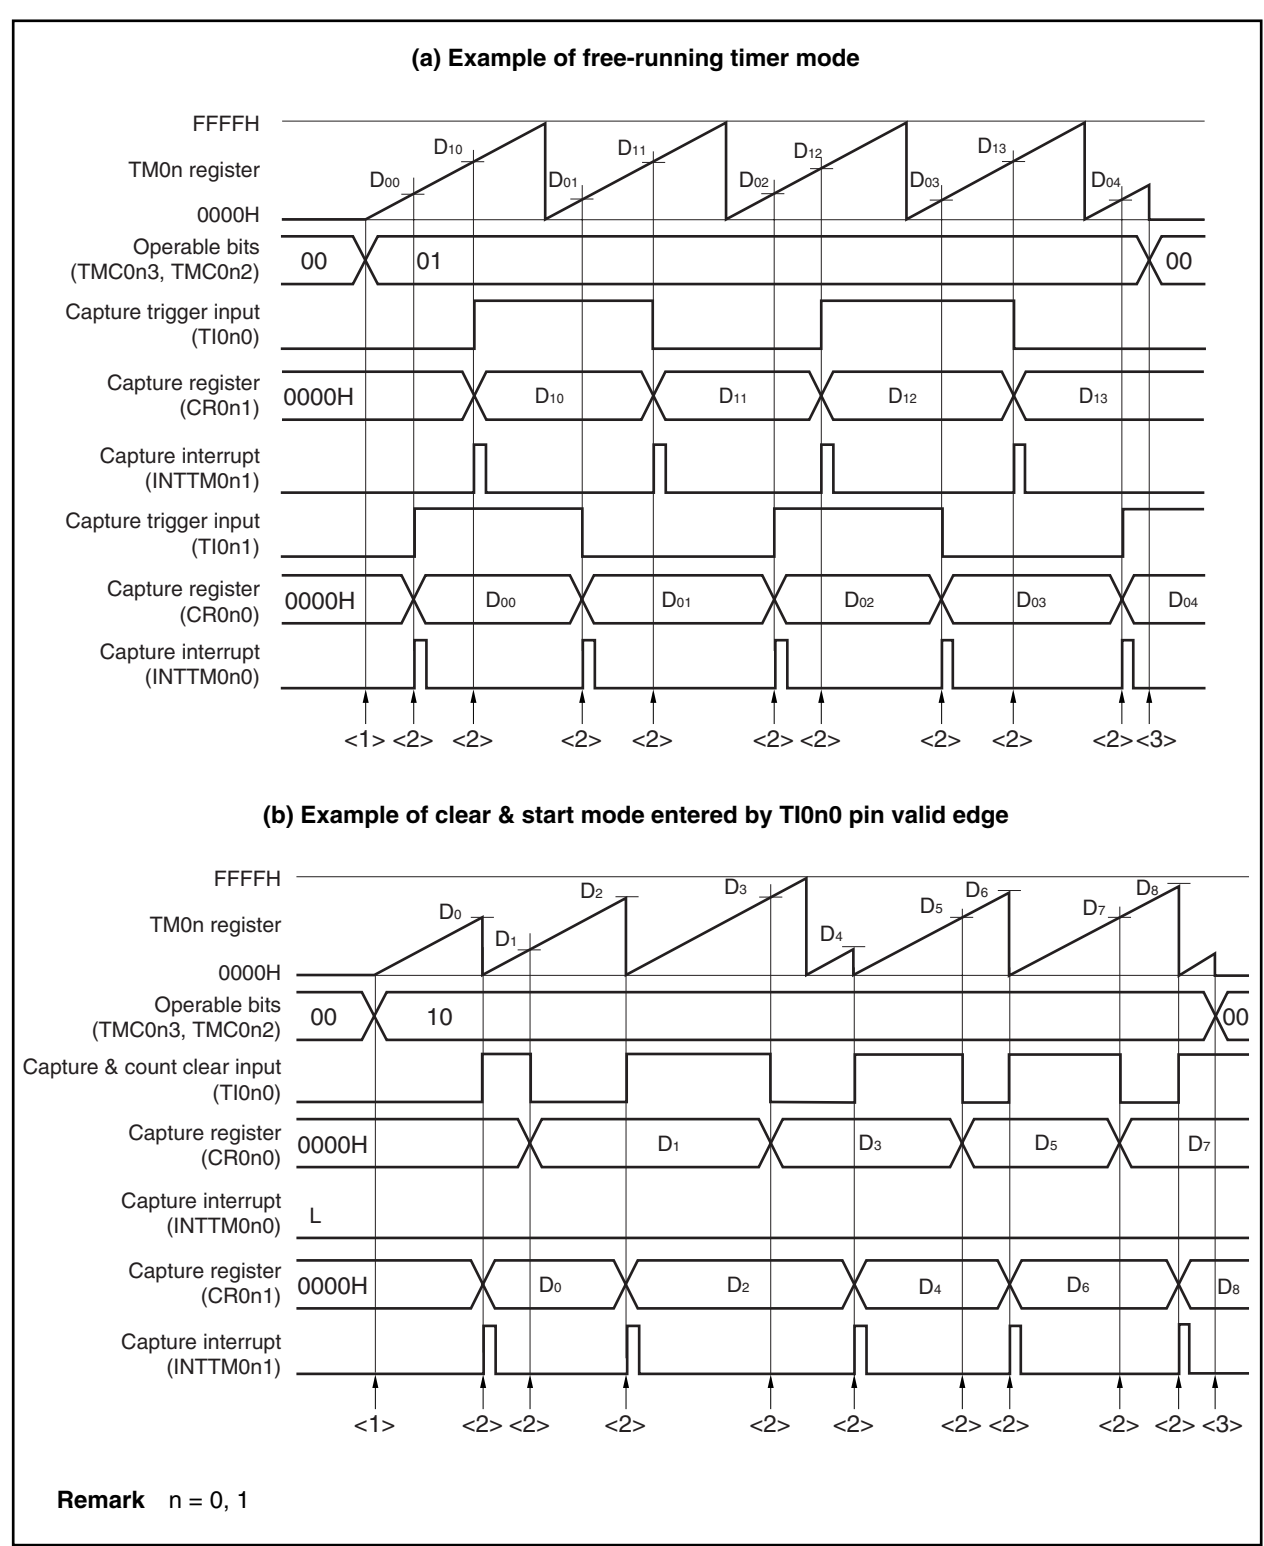 (a) Example of free-running timer mode
FFFFH
TM0n register
0000H
D10
D11
D12
D13
D00
D01
D02
D03
D04
Operable bits
(TMC0n3, TMC0n2)
00
01
00
Capture trigger input
(TI0n0)
Capture register
(CR0n1)
0000H
D10
D11
D12
D13
Capture interrupt
(INTTM0n1)
Capture trigger input
(TI0n1)
Capture register
(CR0n0)
0000H
D00
D01
D02
D03
D04
Capture interrupt
(INTTM0n0)
<1> <2> <2> <2> <2> <2> <2> <2> <2> <2> <3>
(b) Example of clear & start mode entered by TI0n0 pin valid edge
FFFFH
TM0n register
0000H
D0
D1
D2
D3
D4
D5
D6
D7
D8
Operable bits
(TMC0n3, TMC0n2)
00
10
00
Capture & count clear input
(TI0n0)
Capture register
(CR0n0)
0000H
D1
D3
D5
D7
Capture interrupt
(INTTM0n0)
L
Capture register
(CR0n1)
0000H
D0
D2
D4
D6
D8
Capture interrupt
(INTTM0n1)
<1> <2> <2> <2> <2> <2> <2> <2> <2> <2> <3>
Remark n = 0, 1